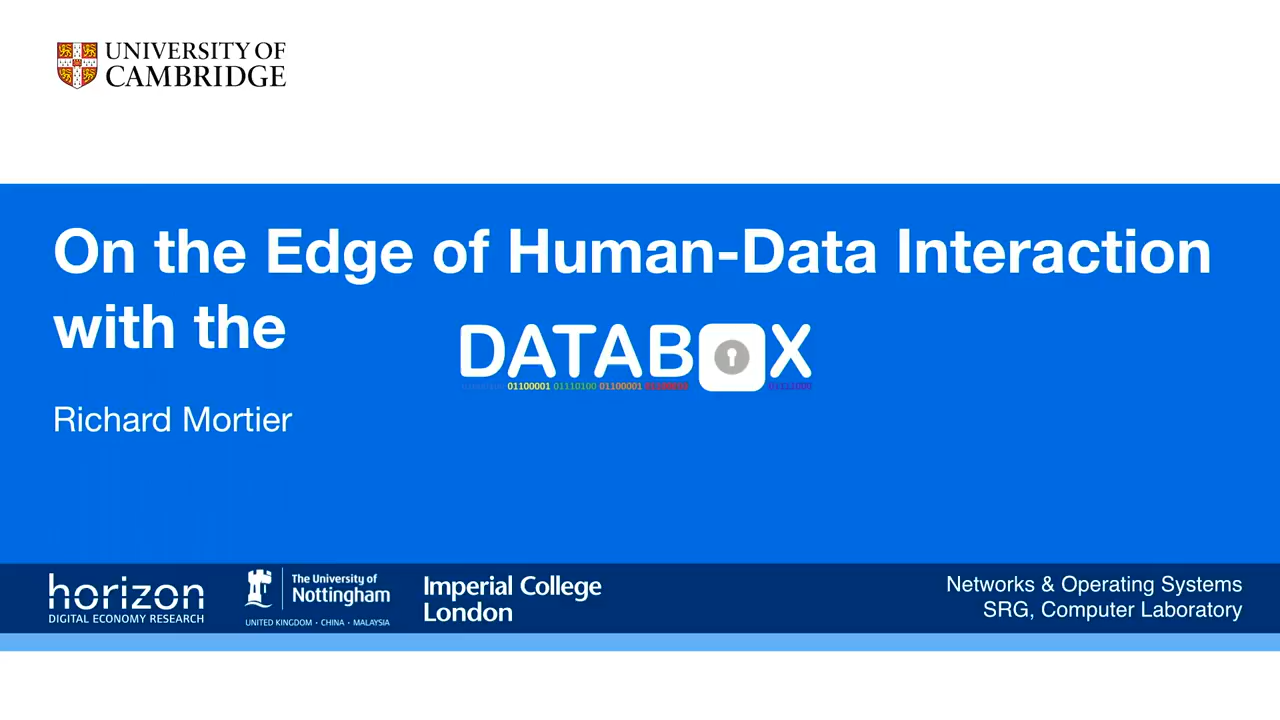 UNIVERSITY OF
CAMBRIDGE
On the Edge of Human-Data Interaction
with the
DATABOX
01100001 01110100 01100001
Richard Mortier
horizon
DIGITAL ECONOMY RESEARCH
The University of
Nottingham
UNITED KINGDOM · CHINA · MALAYSIA
Imperial College
London
Networks & Operating Systems
SRG, Computer Laboratory